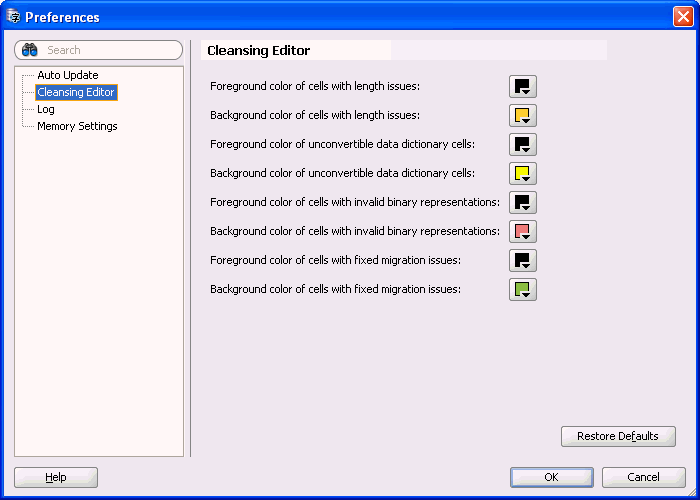 Preferences
Search
Auto Update
Cleansing Editor
Log
Memory Settings
Cleansing Editor
Foreground color of cells with length issues:
Background color of cells with length issues:
Foreground color of unconvertible data dictionary cells:
Background color of unconvertible data dictionary cells:
Foreground color of cells with invalid binary representations:
Background color of cells with invalid binary representations:
Foreground color of cells with fixed migration issues:
Background color of cells with fixed migration issues:
Restore Defaults
Help
OK
Cancel